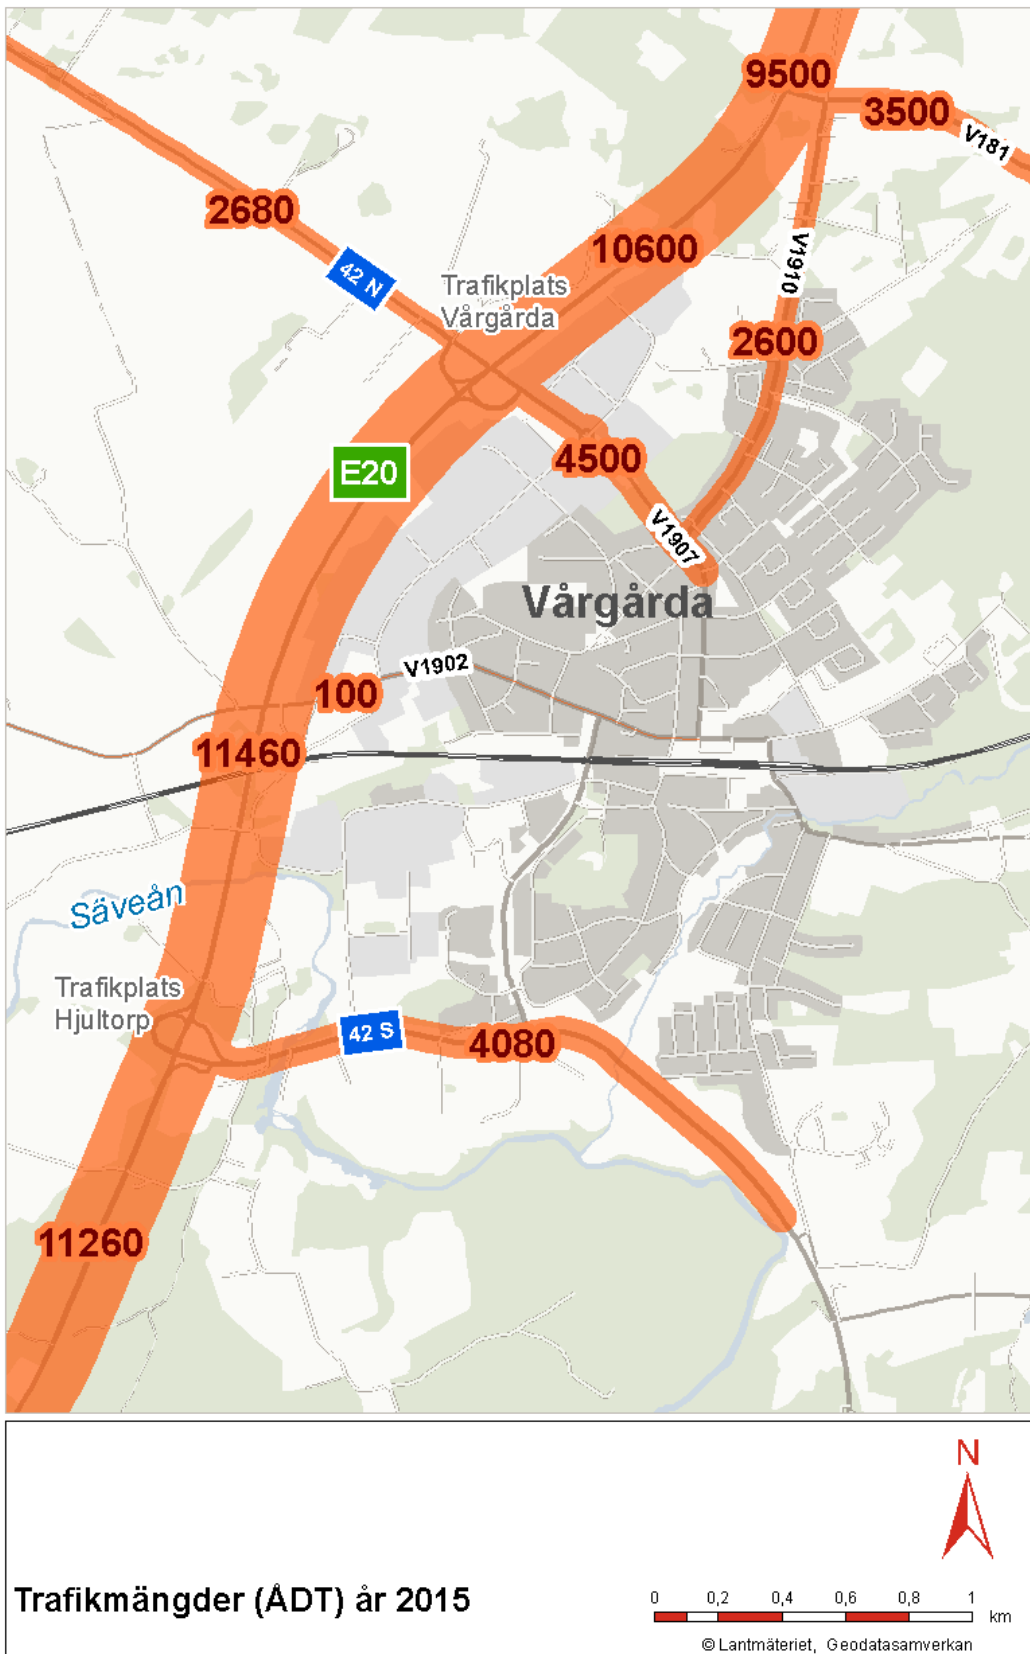 9500
3500
V181
2680
10600
V1910
42 N
Trafikplats
Vårgårda
2600
4500
E20
V1907
Vårgårda
V1902
100
11460
Säveån
Trafikplats
Hjultorp
42 S
4080
11260
N
Trafikmängder (ÅDT) år 2015
0 0,2 0,4 0,6 0,8 1
km
© Lantmäteriet, Geodatasamverkan